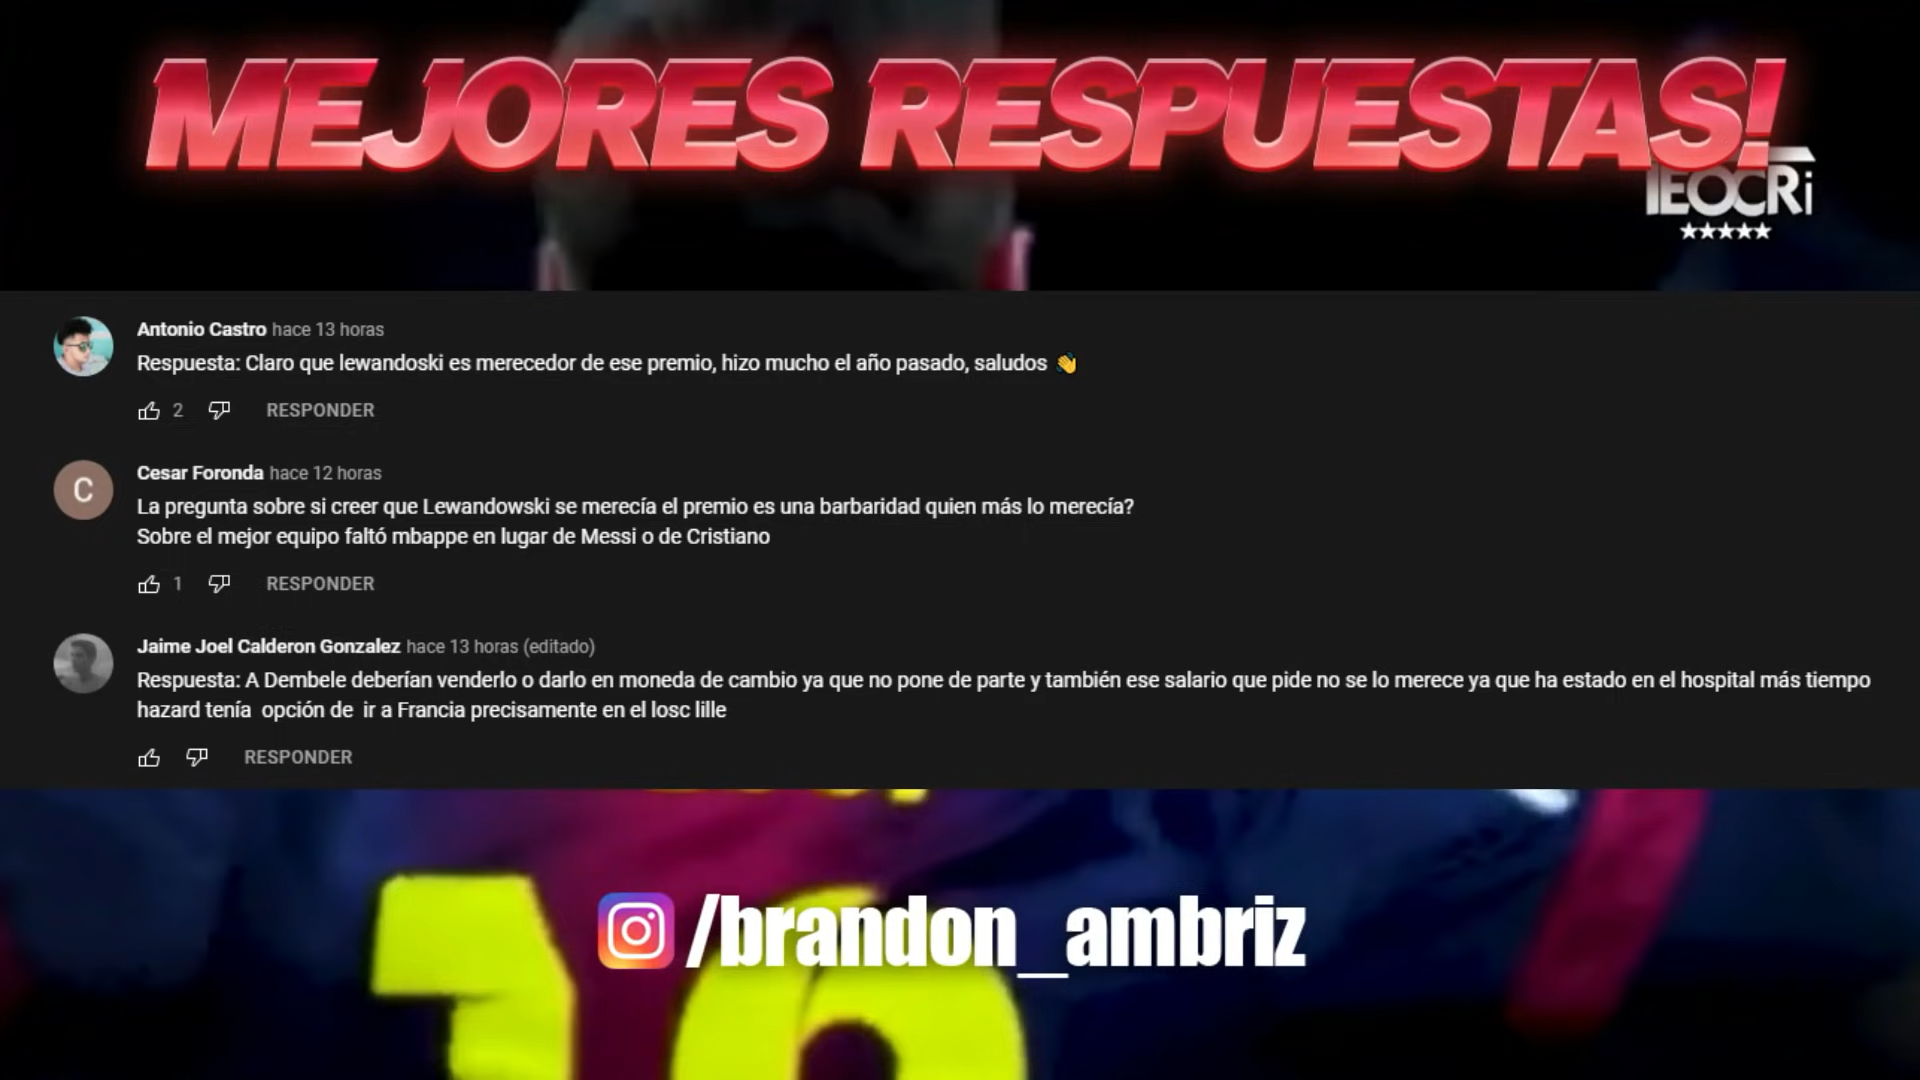 MEJORES RESPUESTAS!
TEOCRi
★★★★★
Antonio Castro hace 13 horas
Respuesta: Claro que lewandoski es merecedor de ese premio, hizo mucho el año pasado, saludos 👋
2 RESPONDER
C
Cesar Foronda hace 12 horas
La pregunta sobre si creer que Lewandowski se merecía el premio es una barbaridad quien más lo merecía?
Sobre el mejor equipo faltó mbappe en lugar de Messi o de Cristiano
1 RESPONDER
Jaime Joel Calderon Gonzalez hace 13 horas (editado)
Respuesta: A Dembele deberían venderlo o darlo en moneda de cambio ya que no pone de parte y también ese salario que pide no se lo merece ya que ha estado en el hospital más tiempo
hazard tenía opción de ir a Francia precisamente en el losc lille
RESPONDER
/brandon_ambriz
10